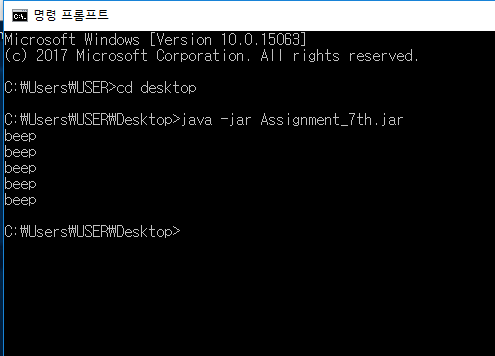 명령 프롬프트
Microsoft Windows [Version 10.0.15063]
(c) 2017 Microsoft Corporation. All rights reserved.
C:₩Users₩USER>cd desktop
C:₩Users₩USER₩Desktop>java -jar Assignment_7th.jar
beep
beep
beep
beep
beep
C:₩Users₩USER₩Desktop>